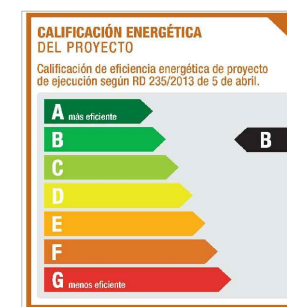 CALIFICACIÓN ENERGÉTICA
DEL PROYECTO
Calificación de eficiencia energética de proyecto
de ejecución según RD 235/2013 de 5 de abril.
A más eficiente
B B
C
D
E
F
G menos eficiente